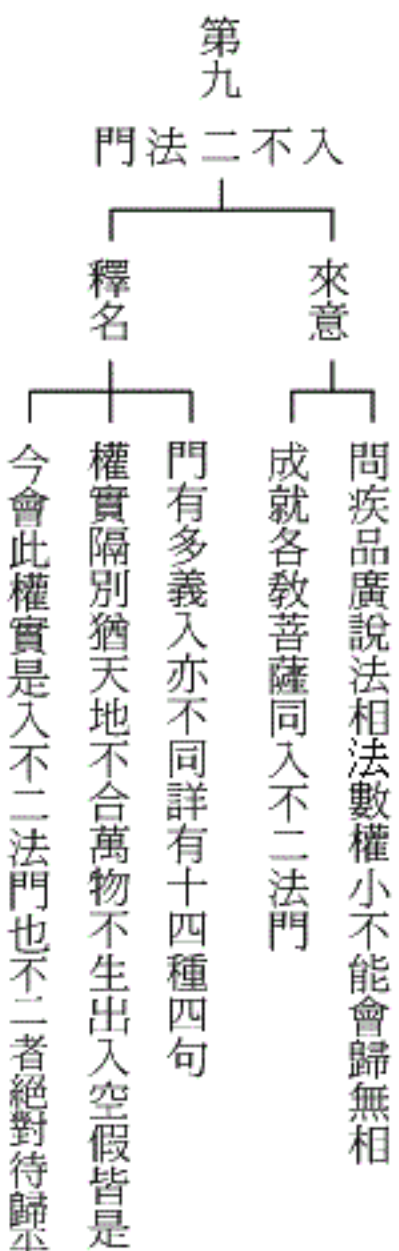 第九
入不二法門
來意
問疾品廣說法相法數權小不能會歸無相
成就各教菩薩同入不二法門
釋名
門有多義入亦不同詳有十四種四句
權實隔別猶天地不合萬物不生出入空假皆是
今會此權實是入不二法門也不二者絕對待歸